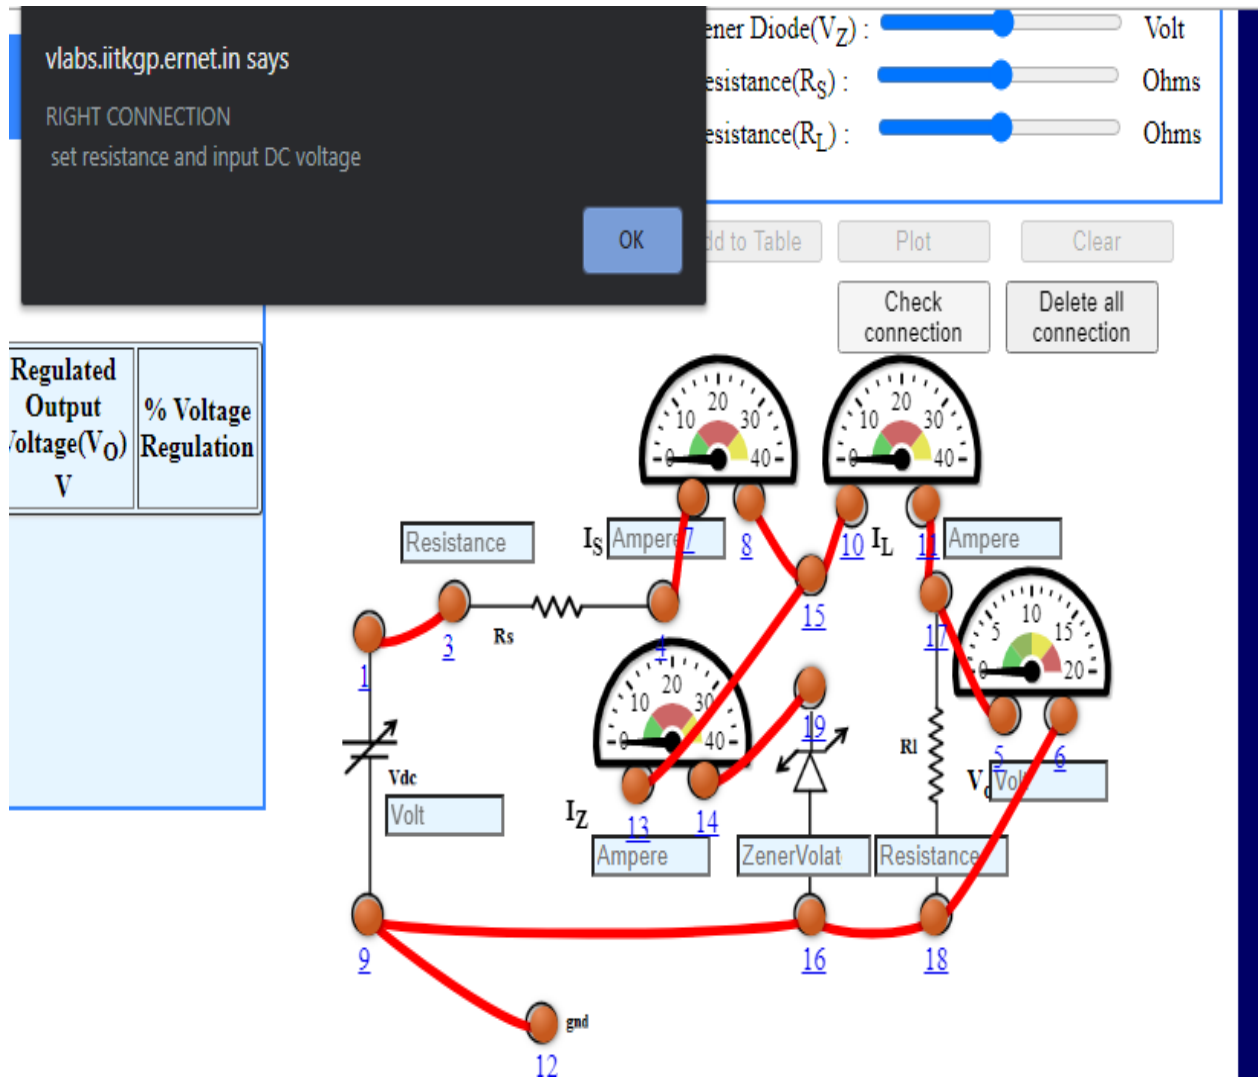 vlabs.iitkgp.ernet.in says
RIGHT CONNECTION
set resistance and input DC voltage
OK
ener Diode(VZ) : Volt
esistance(RS) : Ohms
esistance(RL) : Ohms
dd to Table Plot Clear
Check connection
Delete all connection
Regulated
Output
Voltage(VO)
V
% Voltage
Regulation
0 10 20 30 40
0 10 20 30 40
Resistance
IS Ampere
7 8 10
IL
11
Ampere
1 3 Rs 4 15 17
0 5 10 15 20
0 10 20 30 40
19
Rl
5 6
Vdc
Volt
Volt
IZ
13 14
Ampere
ZenerVolat
Resistance
9 16 18
gnd
12